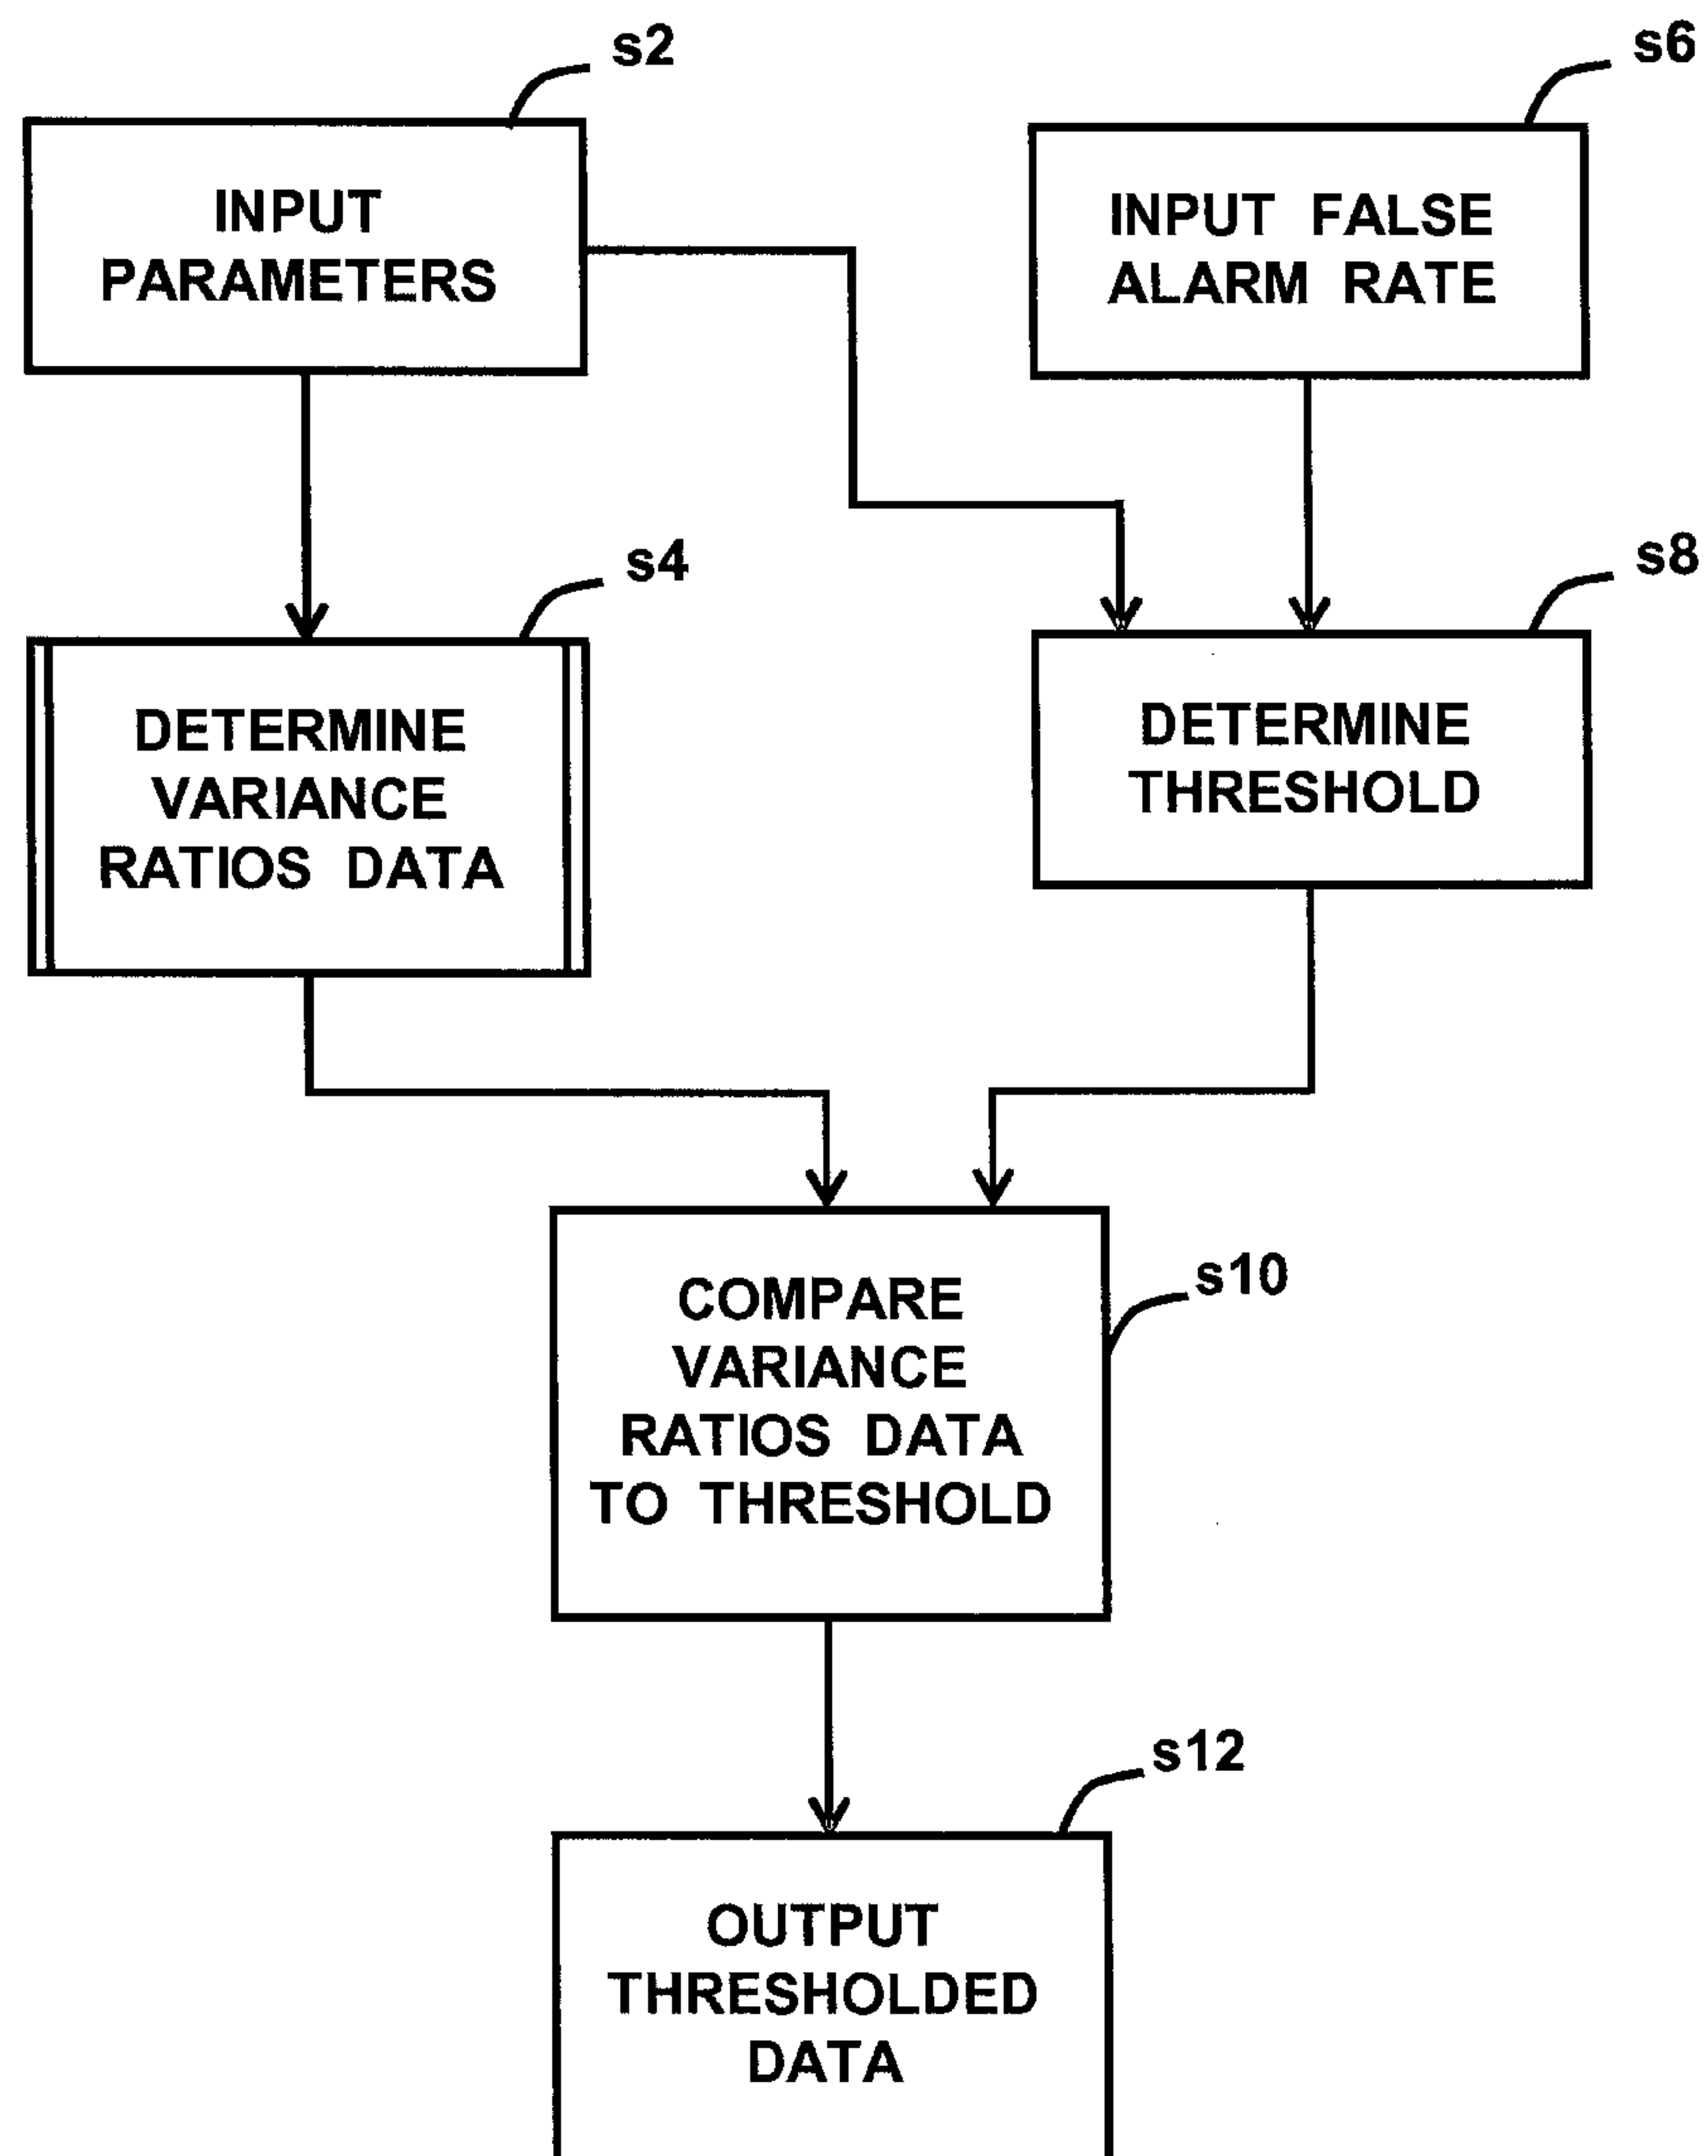 s2
INPUT
PARAMETERS
s6
INPUT FALSE
ALARM RATE
s4
DETERMINE
VARIANCE
RATIOS DATA
s8
DETERMINE
THRESHOLD
s10
COMPARE
VARIANCE
RATIOS DATA
TO THRESHOLD
s12
OUTPUT
THRESHOLDED
DATA